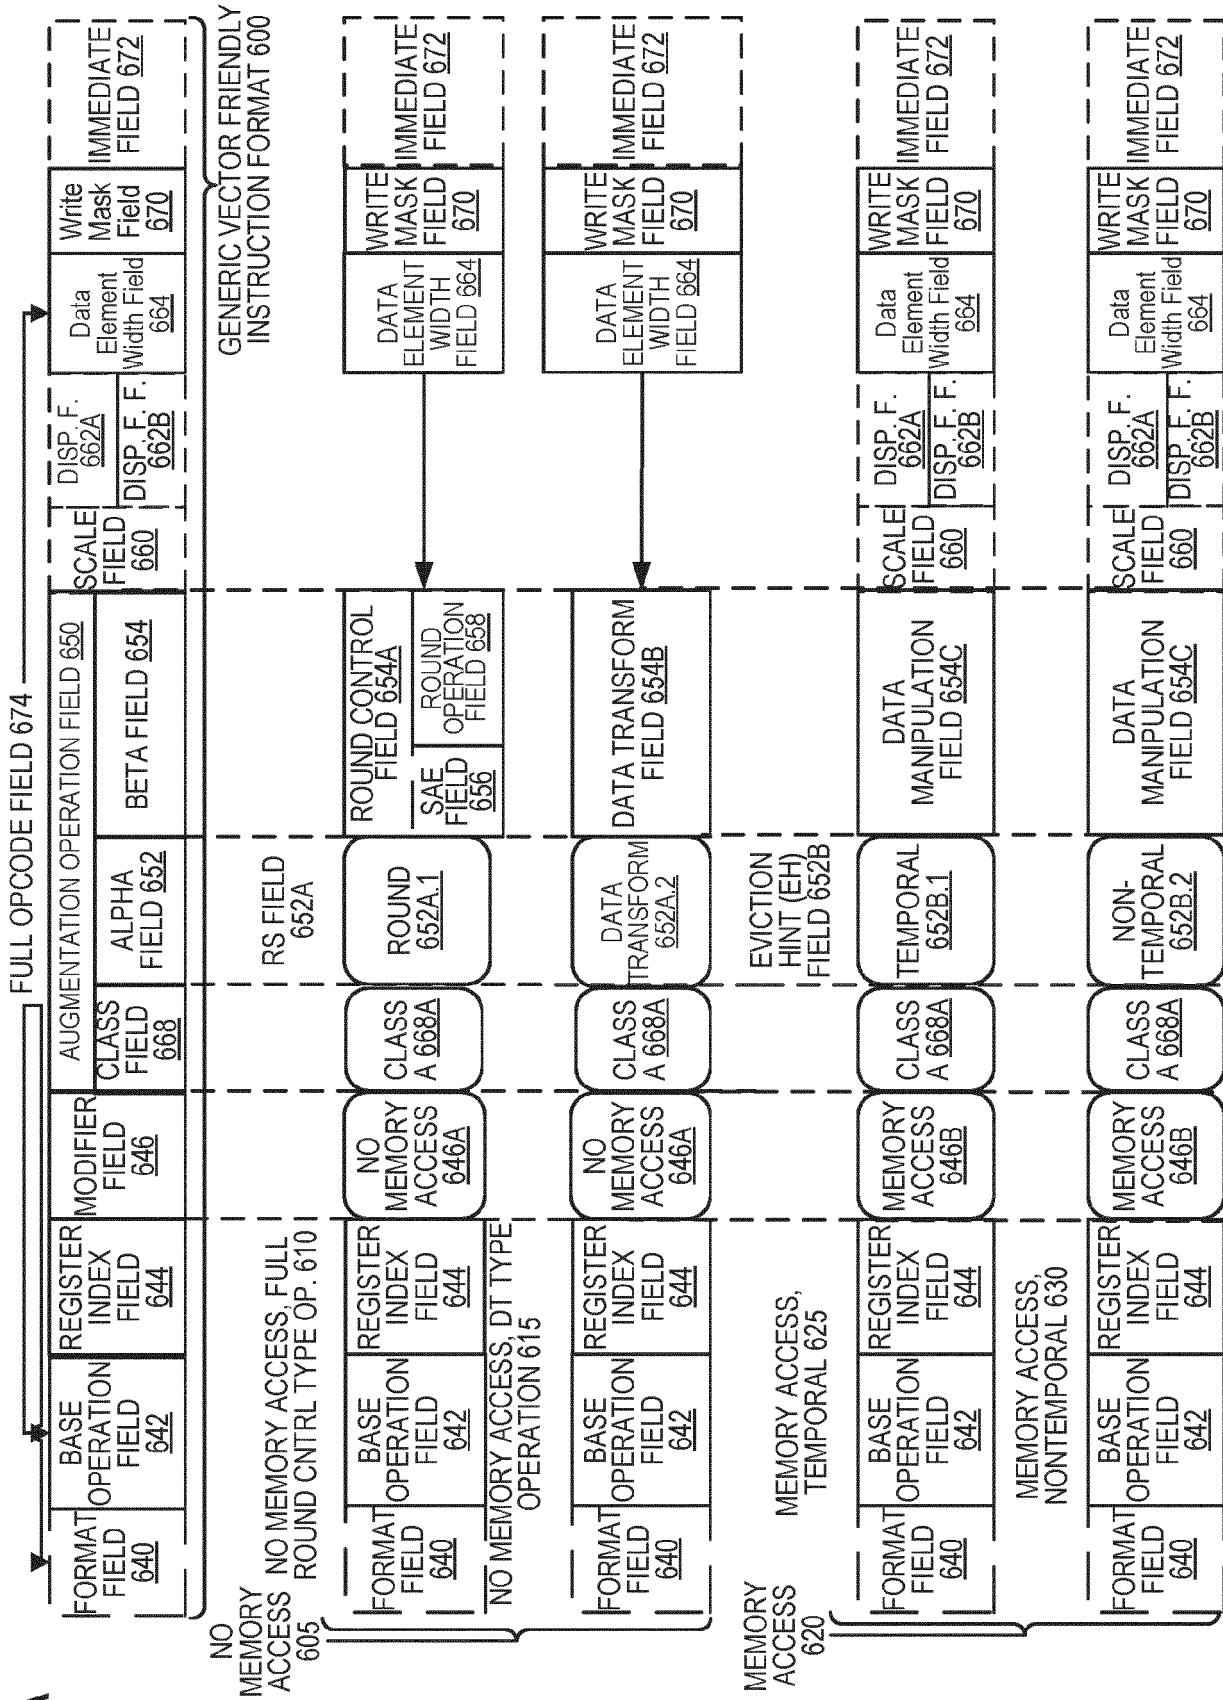 FULL OPCODE FIELD 674
FORMAT
FIELD
640
BASE
OPERATION
FIELD
642
REGISTER
INDEX
FIELD
644
MODIFIER
FIELD
646
AUGMENTATION OPERATION FIELD 650
CLASS
FIELD
668
ALPHA
FIELD 652
BETA FIELD 654
SCALE
FIELD
660
DISP. F.
662A
DISP. F. F.
662B
Data
Element
Width Field
664
Write
Mask
Field
670
IMMEDIATE
FIELD 672
GENERIC VECTOR FRIENDLY
INSTRUCTION FORMAT 600
NO
MEMORY
ACCESS
605
NO MEMORY ACCESS, FULL
ROUND CNTRL TYPE OP. 610
RS FIELD
652A
FORMAT
FIELD
640
BASE
OPERATION
FIELD
642
REGISTER
INDEX
FIELD
644
NO
MEMORY
ACCESS
646A
CLASS
A 668A
ROUND
652A.1
ROUND CONTROL
FIELD 654A
SAE
FIELD
656
ROUND
OPERATION
FIELD 658
DATA
ELEMENT
WIDTH
FIELD 664
WRITE
MASK
FIELD
670
IMMEDIATE
FIELD 672
NO MEMORY ACCESS, DT TYPE
OPERATION 615
FORMAT
FIELD
640
BASE
OPERATION
FIELD
642
REGISTER
INDEX
FIELD
644
NO
MEMORY
ACCESS
646A
CLASS
A 668A
DATA
TRANSFORM
652A.2
DATA TRANSFORM
FIELD 654B
DATA
ELEMENT
WIDTH
FIELD 664
WRITE
MASK
FIELD
670
IMMEDIATE
FIELD 672
MEMORY
ACCESS
620
MEMORY ACCESS,
TEMPORAL 625
EVICTION
HINT (EH)
FIELD 652B
FORMAT
FIELD
640
BASE
OPERATION
FIELD
642
REGISTER
INDEX
FIELD
644
MEMORY
ACCESS
646B
CLASS
A 668A
TEMPORAL
652B.1
DATA
MANIPULATION
FIELD 654C
SCALE
FIELD
660
DISP. F.
662A
DISP. F. F.
662B
Data
Element
Width Field
664
WRITE
MASK
FIELD
670
IMMEDIATE
FIELD 672
MEMORY ACCESS,
NONTEMPORAL 630
FORMAT
FIELD
640
BASE
OPERATION
FIELD
642
REGISTER
INDEX
FIELD
644
MEMORY
ACCESS
646B
CLASS
A 668A
NON-
TEMPORAL
652B.2
DATA
MANIPULATION
FIELD 654C
SCALE
FIELD
660
DISP. F.
662A
DISP. F. F.
662B
Data
Element
Width Field
664
WRITE
MASK
FIELD
670
IMMEDIATE
FIELD 672